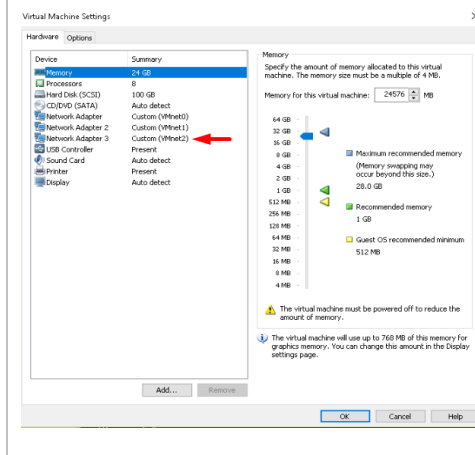 Virtual Machine Settings
Hardware Options
Device Summary
Memory 24 GB
Processors 8
Hard Disk (SCSI) 100 GB
CD/DVD (SATA) Auto detect
Network Adapter Custom (VMnet0)
Network Adapter 2 Custom (VMnet1)
Network Adapter 3 Custom (VMnet2)
USB Controller Present
Sound Card Auto detect
Printer Present
Display Auto detect
Add... Remove
Memory
Specify the amount of memory allocated to this virtual
machine. The memory size must be a multiple of 4 MB.
Memory for this virtual machine: 24576 MB
64 GB
32 GB
16 GB
8 GB
4 GB
2 GB
1 GB
512 MB
256 MB
128 MB
64 MB
32 MB
16 MB
8 MB
4 MB
Maximum recommended memory
(Memory swapping may
occur beyond this size.)
28.0 GB
Recommended memory
1 GB
Guest OS recommended minimum
512 MB
The virtual machine must be powered off to reduce the
amount of memory.
The virtual machine will use up to 768 MB of this memory for
graphics memory. You can change this amount in the Display
settings page.
OK Cancel Help